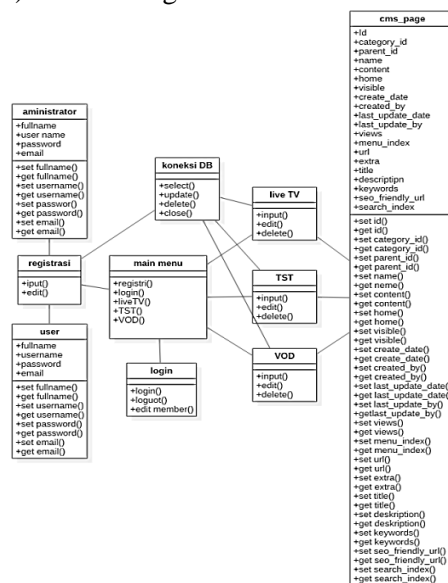 cms_page
+Id
+category_id
+parent_id
+name
+content
+home
+visible
+create_date
+created_by
+last_update_date
+last_update_by
+views
+menu_index
+url
+extra
+title
+descriptipn
+keywords
+seo_friendly_url
+search_index
+set id()
+get id()
+set category_id()
+get category_id()
+set parent_id()
+get parent_id()
+set name()
+get neme()
+set content()
+get content()
+set home()
+get home()
+set visible()
+get visible()
+set create_date()
+get create_date()
+set created_by()
+get created_by()
+set last_update_date()
+get last_update_date()
+set last_update_by()
+getlast_update_by()
+set views()
+get views()
+set menu_index()
+get menu_index()
+set url()
+get url()
+set extra()
+get extra()
+set title()
+get title()
+set deskription()
+get deskription()
+set keywords()
+get keywords()
+set seo_friendly_url()
+get seo_friendly_url()
+set search_index()
+get search_index()
aministrator
+fullname
+user name
+password
+email
+set fullname()
+get fullname()
+set username()
+get username()
+set passwor()
+get password()
+set email()
+get email()
koneksi DB
+select()
+update()
+delete()
+close()
live TV
+input()
+edit()
+delete()
registrasi
+iput()
+edit()
main menu
+registri()
+login()
+liveTV()
+TST()
+VOD()
TST
+input()
+edit()
+delete()
user
+fullname
+username
+password
+email
+set fullname()
+get fullname()
+set username()
+get username()
+set password()
+get password()
+set email()
+get email()
login
+login()
+loguot()
+edit member()
VOD
+input()
+edit()
+delete()